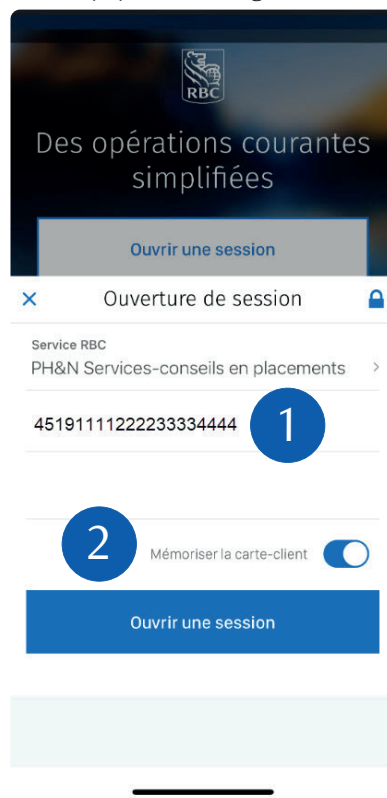 RBC
Des opérations courantes
simplifiées
Ouvrir une session
Ouverture de session
Service RBC
PH&N Services-conseils en placements
45191111222233334444
1
2
Mémoriser la carte-client
Ouvrir une session